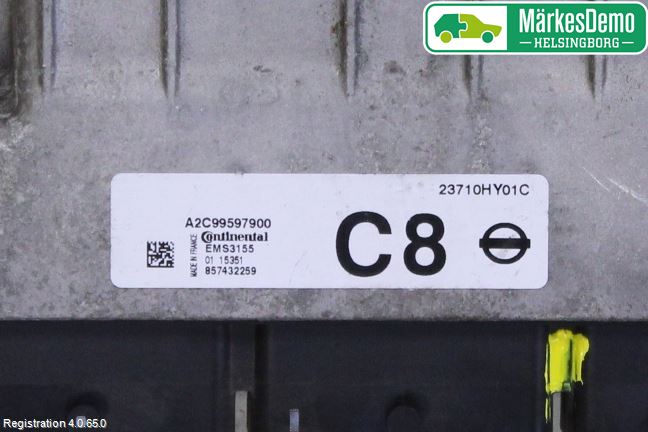 MärkesDemo
HELSINGBORG
23710HY01C
A2C99597900
Continental
EMS3155
01 15351
857432259
MADE IN FRANCE
C8
Registration 4.0.65.0